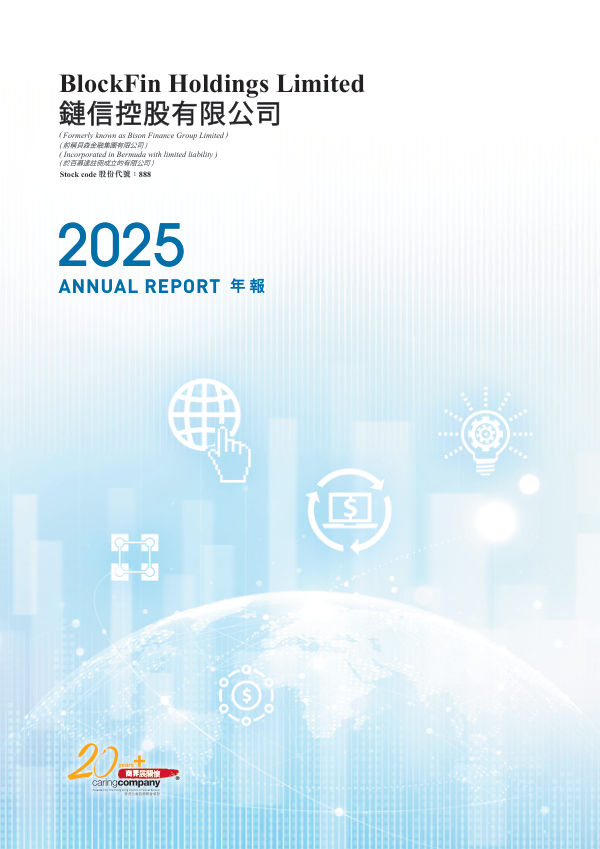 BlockFin Holdings Limited
鏈信控股有限公司
(Formerly known as Bison Finance Group Limited)
(前稱貝森金融集團有限公司)
(Incorporated in Bermuda with limited liability)
(於百慕達註冊成立的有限公司)
Stock code 股份代號：888
2025
ANNUAL REPORT 年報
20 years+
商界展關懷
caringcompany